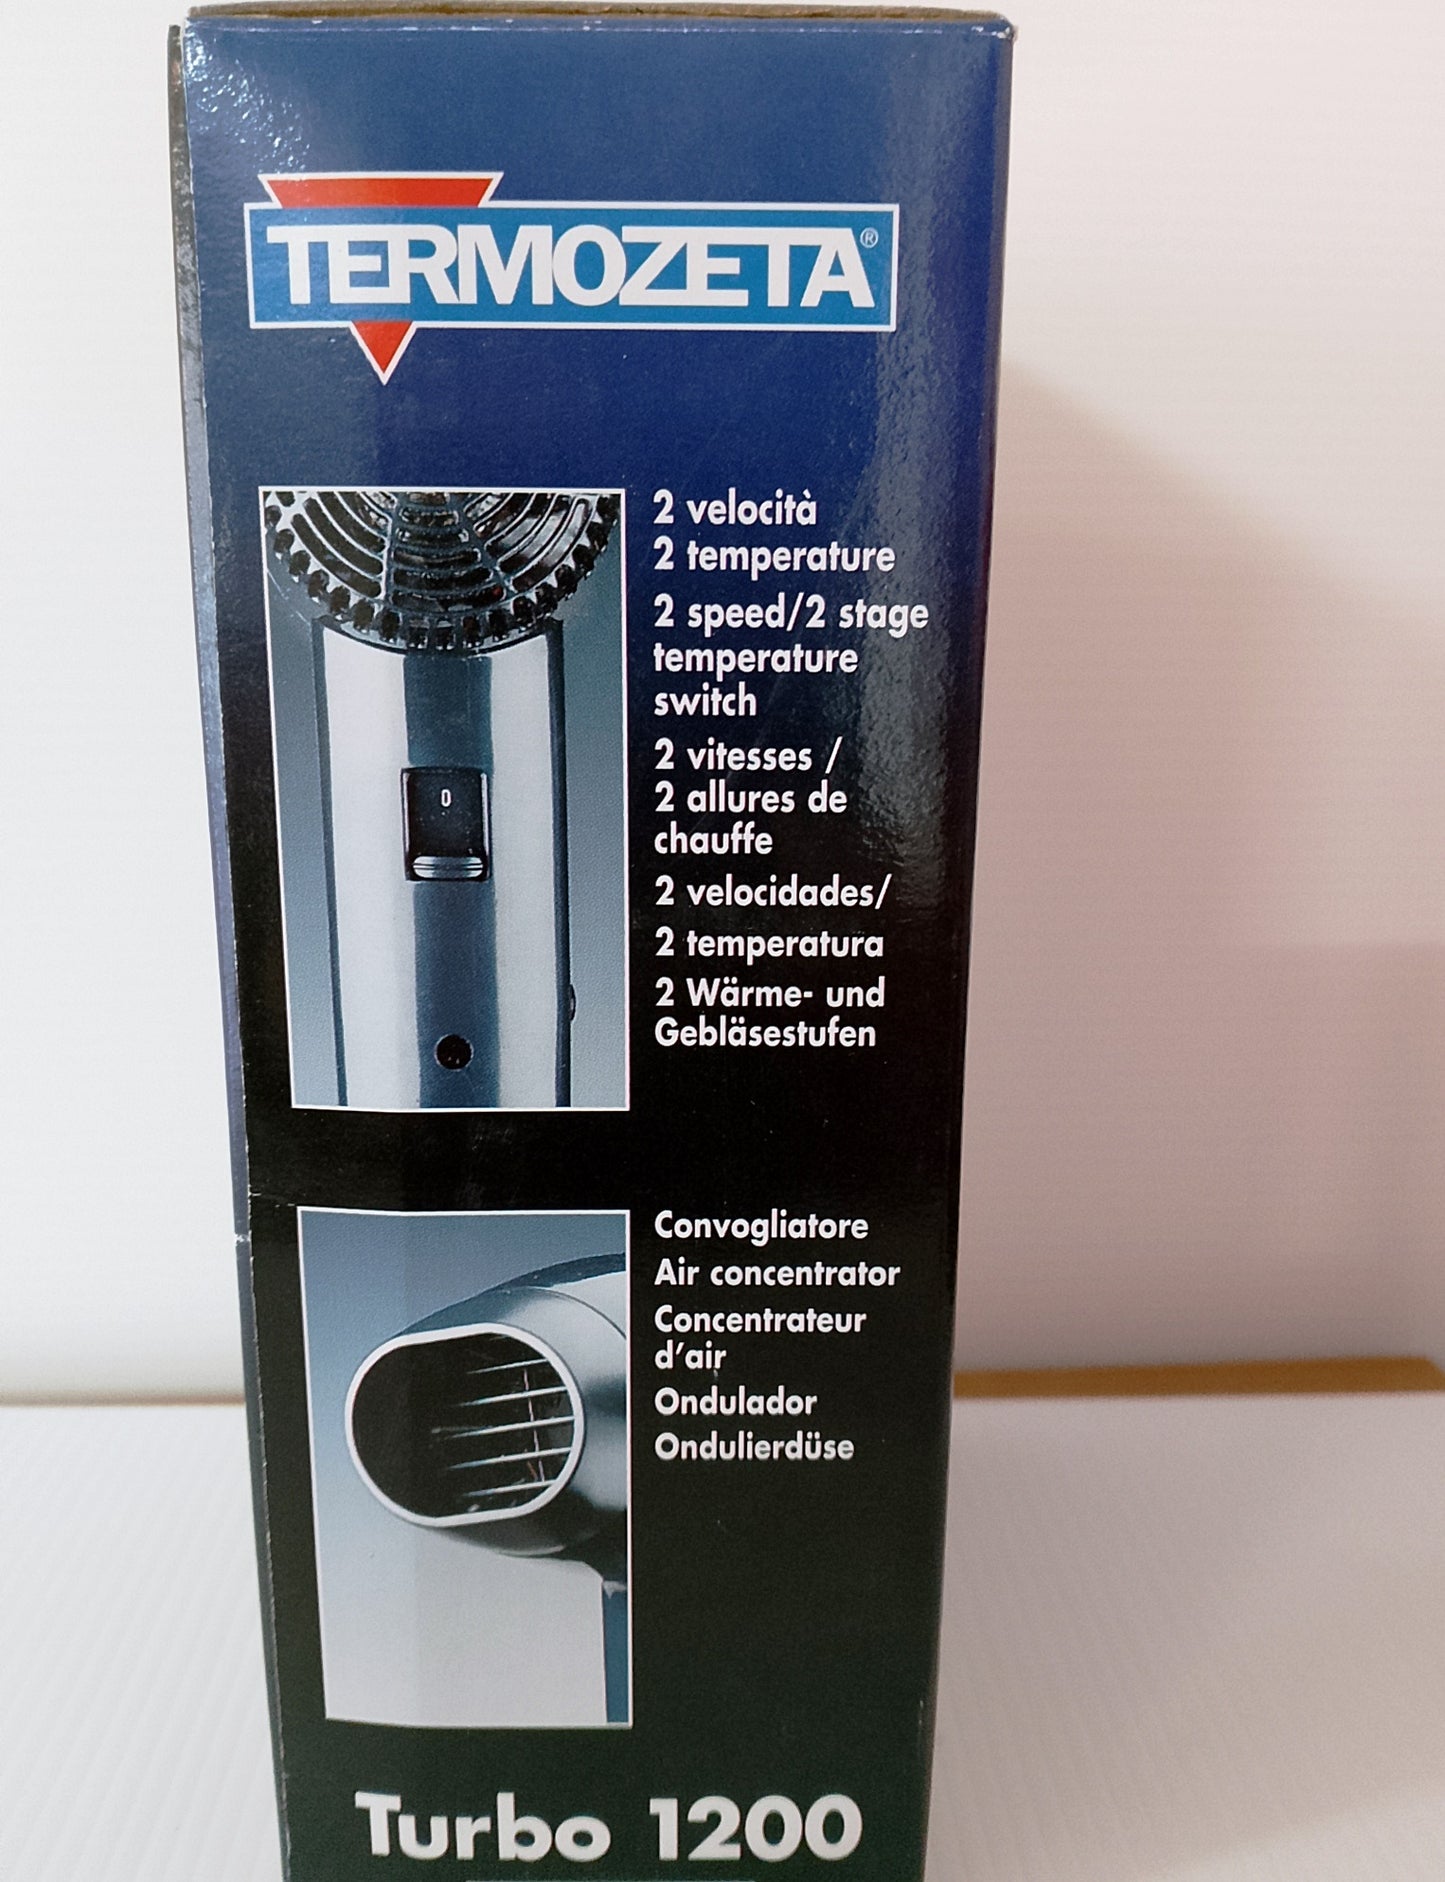 TERMOZETA®
2 velocità
2 temperature
2 speed/2 stage
temperature
switch
0
2 vitesses /
2 allures de
chauffe
2 velocidades/
2 temperatura
2 Wärme- und
Gebläsestufen
Convogliatore
Air concentrator
Concentrateur
d'air
Ondulador
Ondulierdüse
Turbo 1200